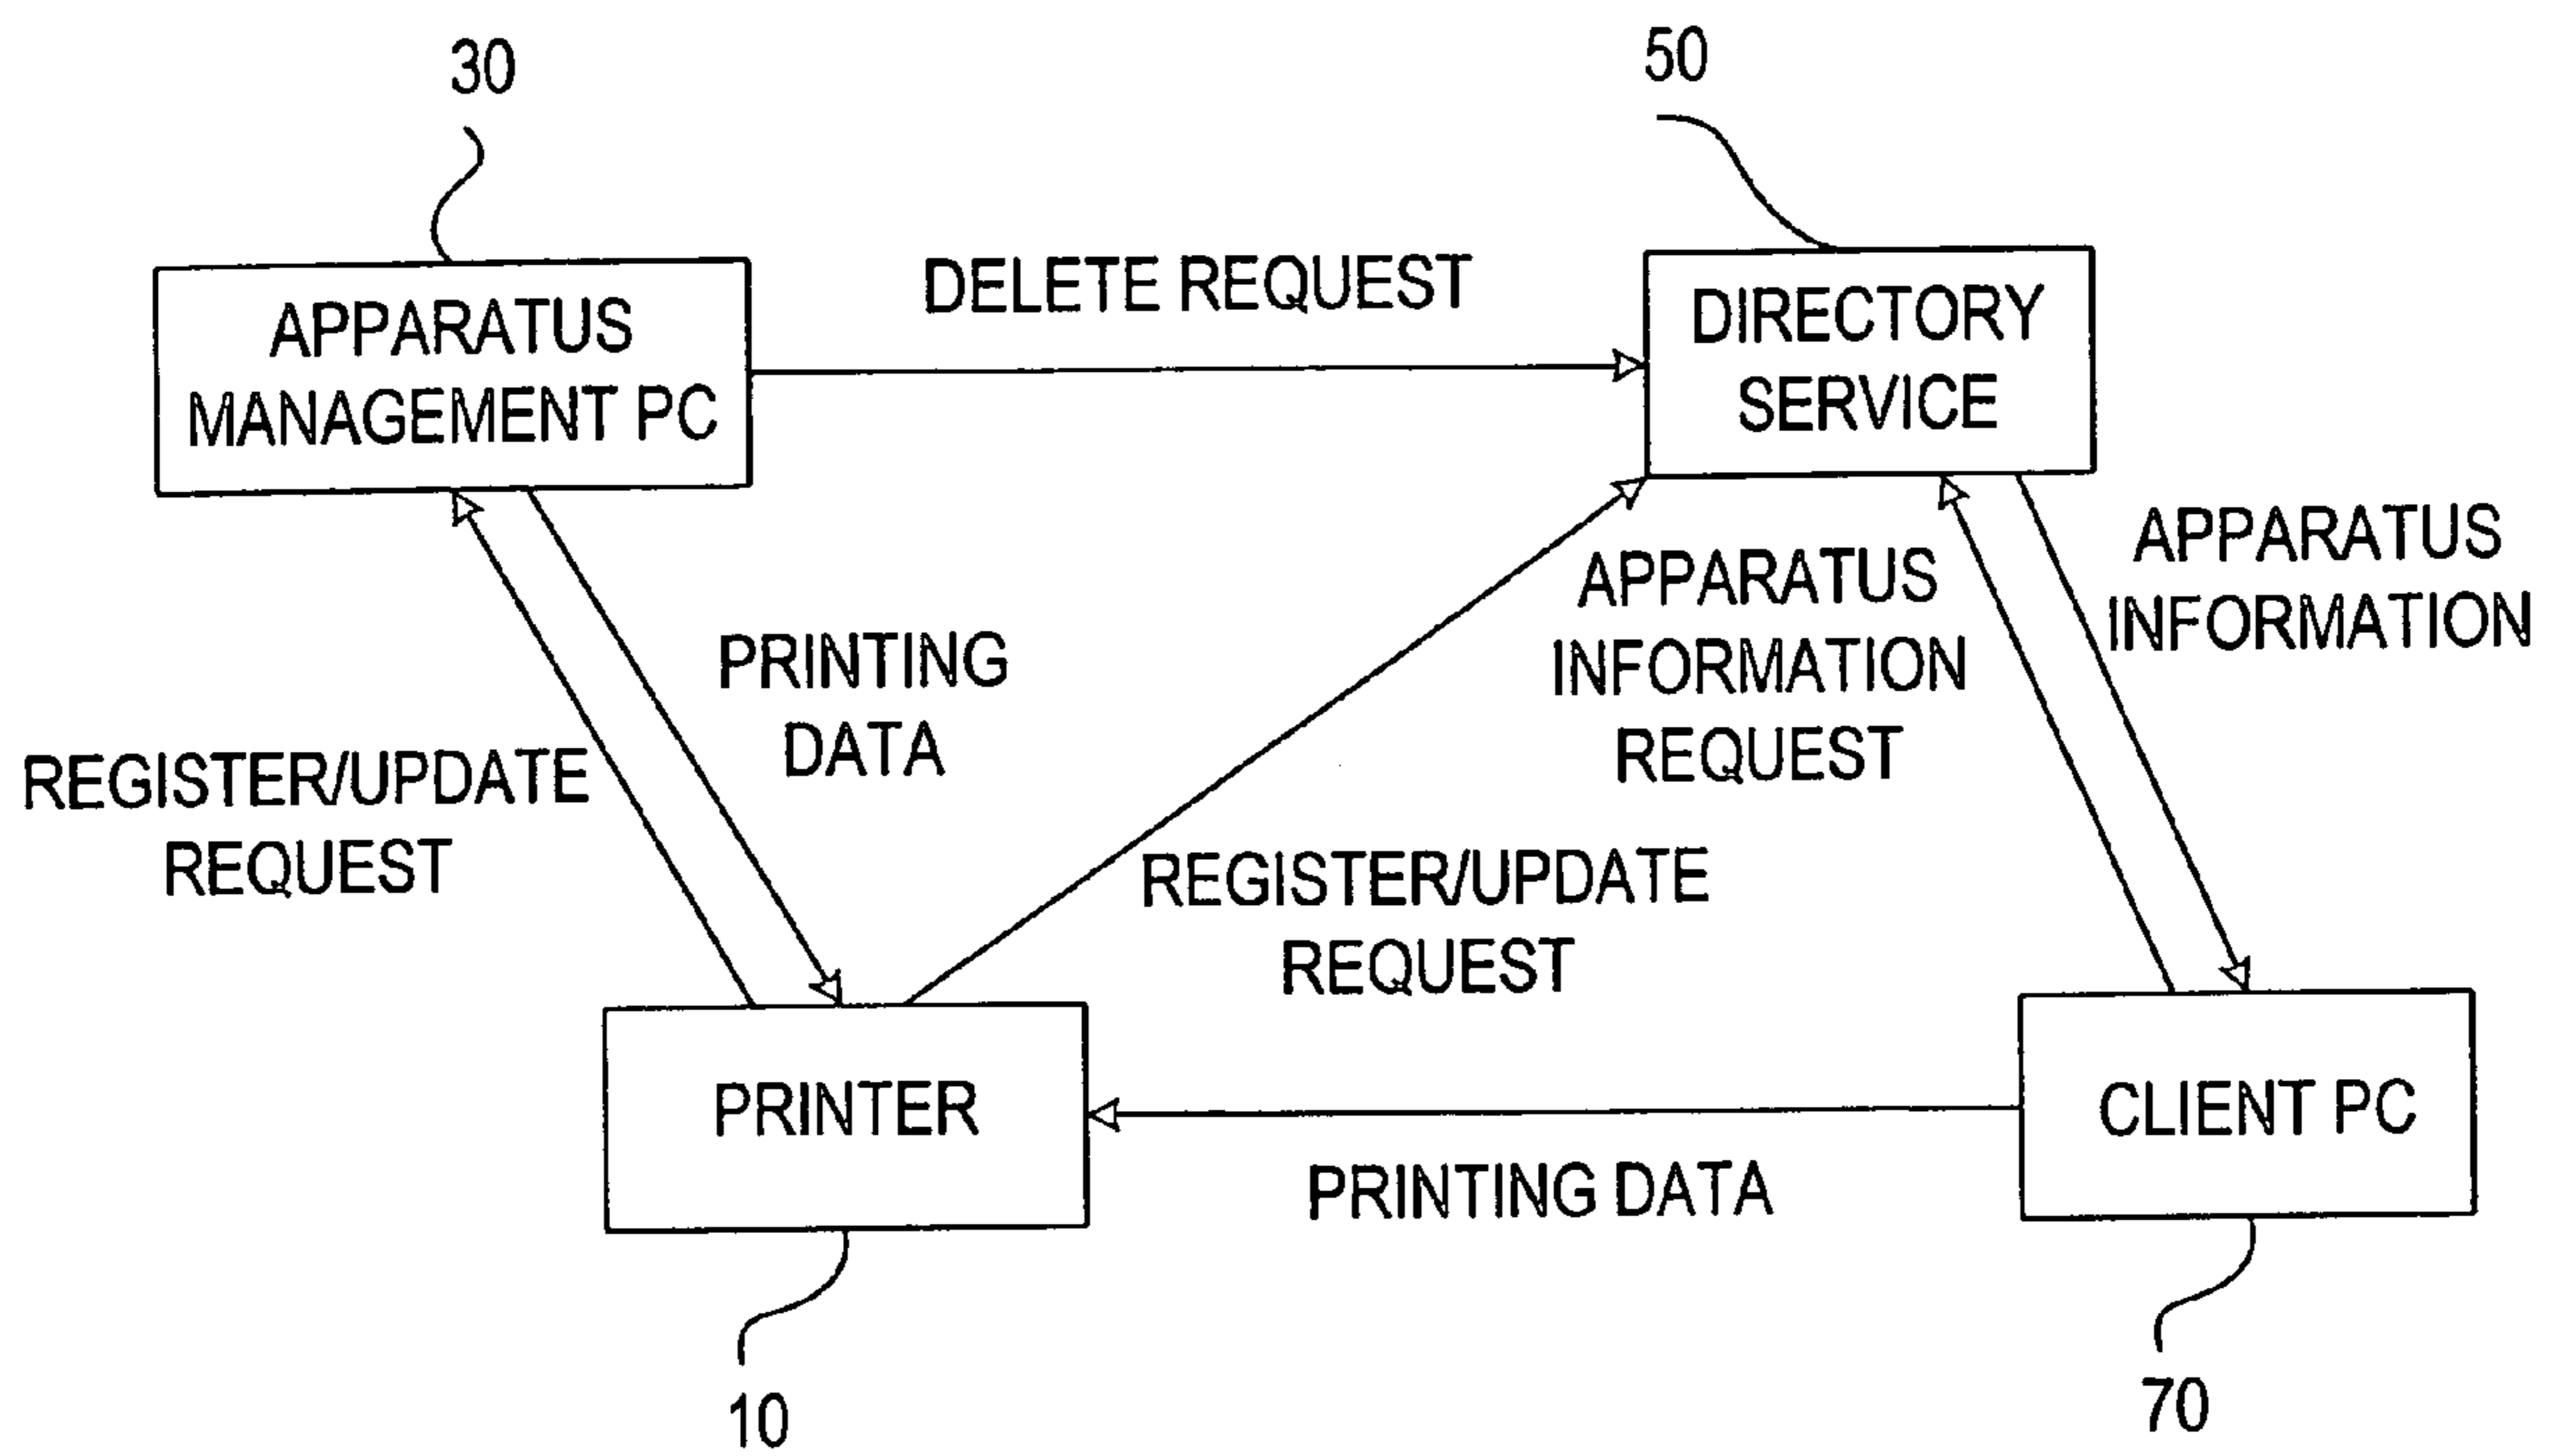 30
50
APPARATUS
MANAGEMENT PC
DELETE REQUEST
DIRECTORY
SERVICE
PRINTING
DATA
REGISTER/UPDATE
REQUEST
APPARATUS
INFORMATION
REQUEST
APPARATUS
INFORMATION
REGISTER/UPDATE
REQUEST
PRINTER
CLIENT PC
PRINTING DATA
10
70